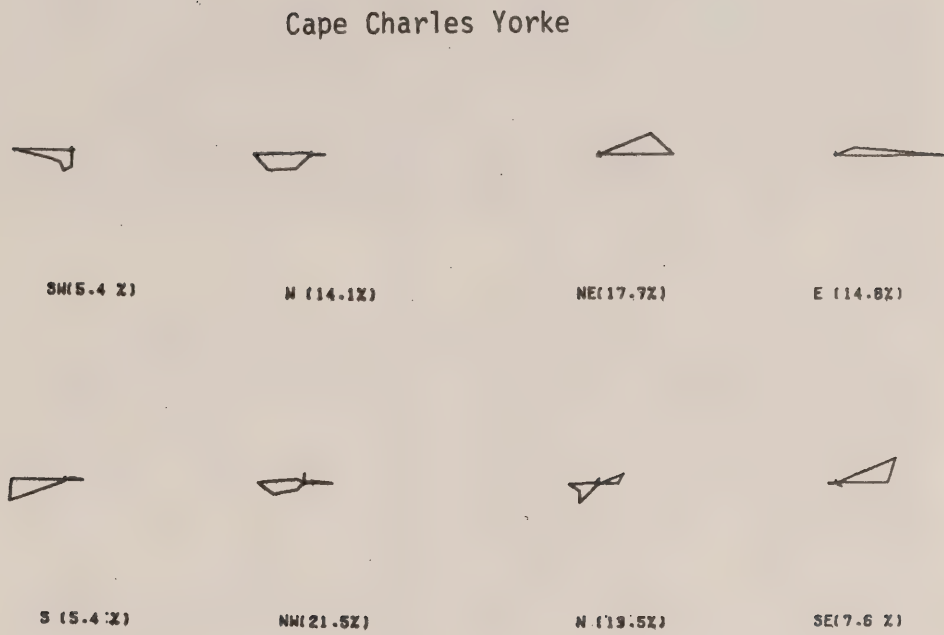 Cape Charles Yorke
SW(5.4 %) W (14.1%) NE(17.7%) E (14.8%)
S (5.4 %) NW(21.5%) N (13.5%) SE(7.6 %)